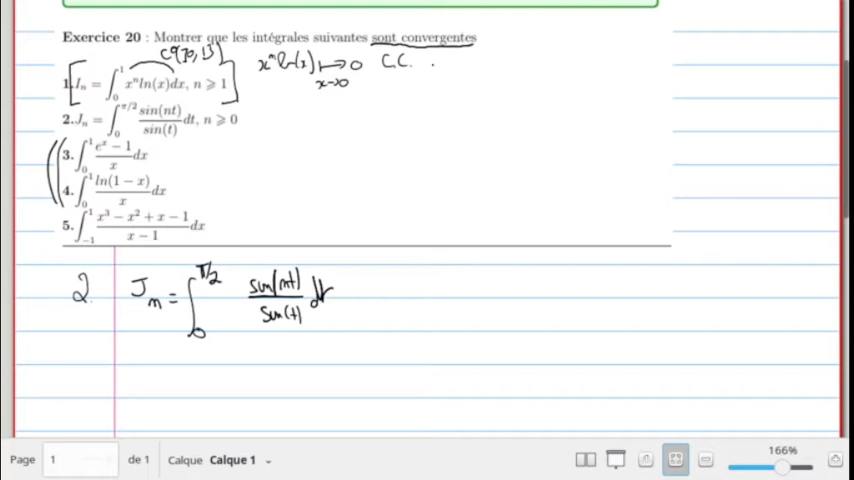 Exercice 20 : Montrer que les intégrales suivantes sont convergentes
C°(]0,1])
1. I_n = ∫_0^1 x^n ln(x)dx, n ⩾ 1 x^n ln(x) ↦ 0 C.C.
x→0
2. J_n = ∫_0^{π/2} sin(nt)/sin(t) dt, n ⩾ 0
3. ∫_0^1 (e^x − 1)/x dx
4. ∫_0^1 ln(1 − x)/x dx
5. ∫_{-1}^1 (x^3 − x^2 + x − 1)/(x − 1) dx
2. J_n = ∫_0^{π/2} sin(nt)/sin(t) dt
Page 1 de 1 Calque Calque 1 166%